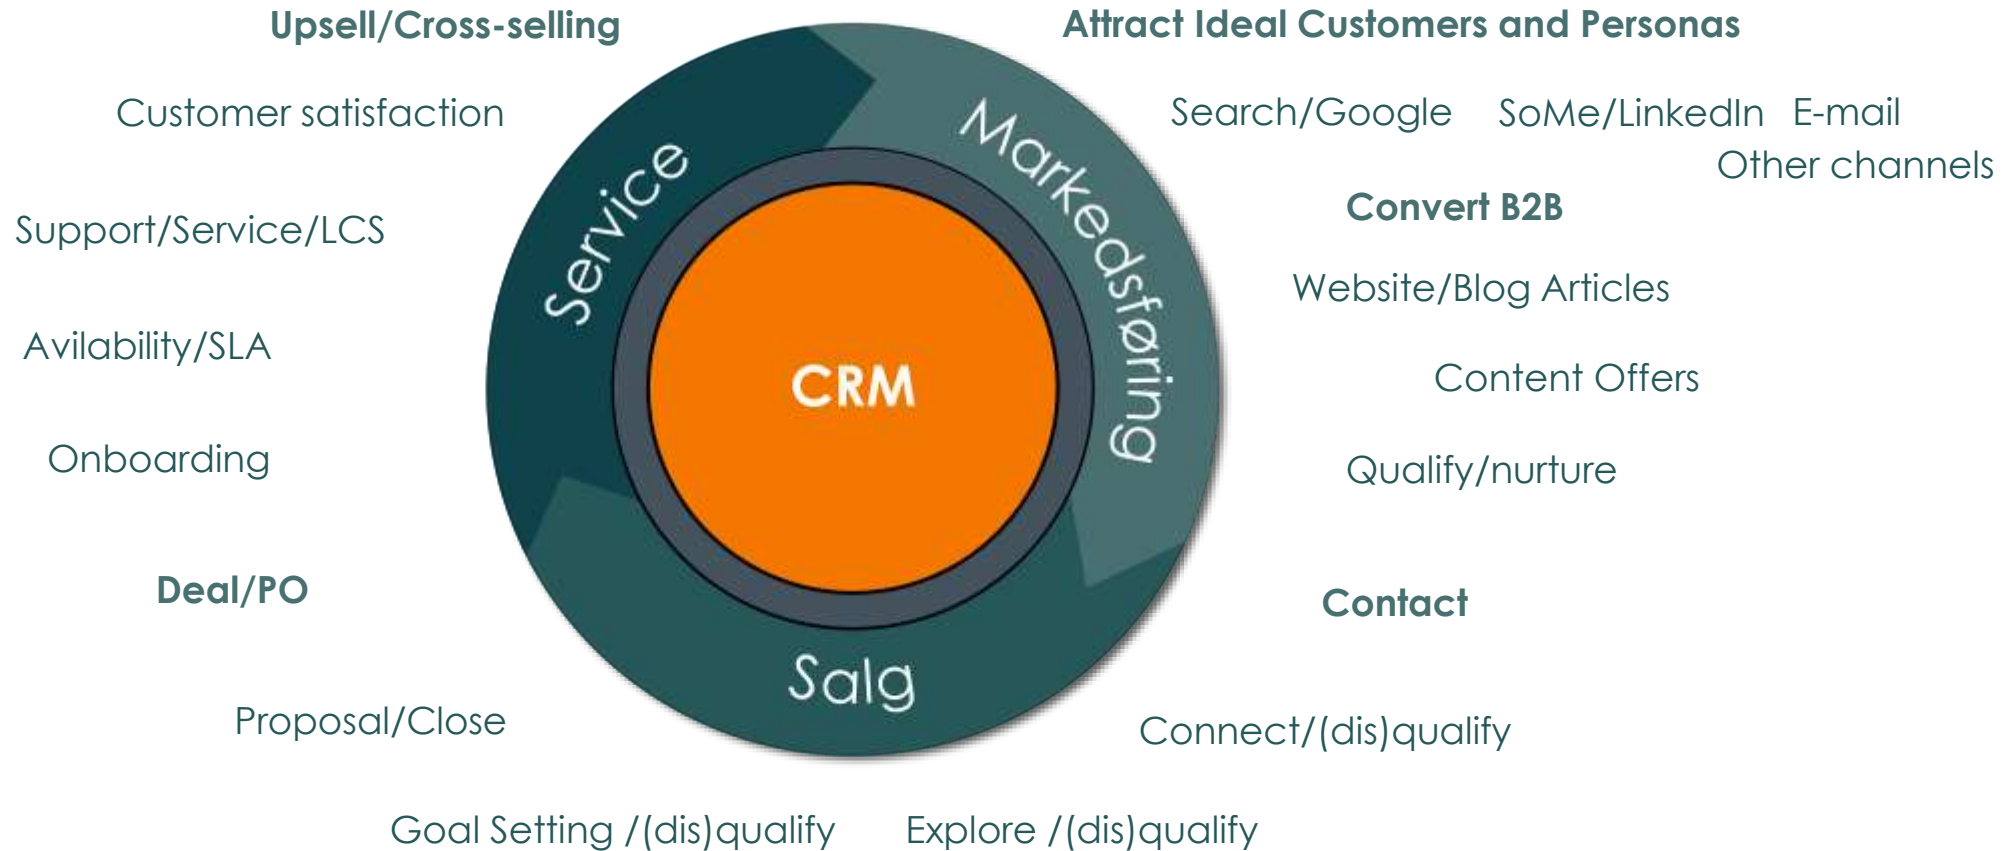 Upsell/Cross-selling
Attract Ideal Customers and Personas
Customer satisfaction
Search/Google
SoMe/LinkedIn
E-mail
Other channels
Convert B2B
Support/Service/LCS
Service
Markedsføring
Website/Blog Articles
Avilability/SLA
CRM
Content Offers
Onboarding
Qualify/nurture
Deal/PO
Contact
Salg
Proposal/Close
Connect/(dis)qualify
Goal Setting /(dis)qualify
Explore /(dis)qualify